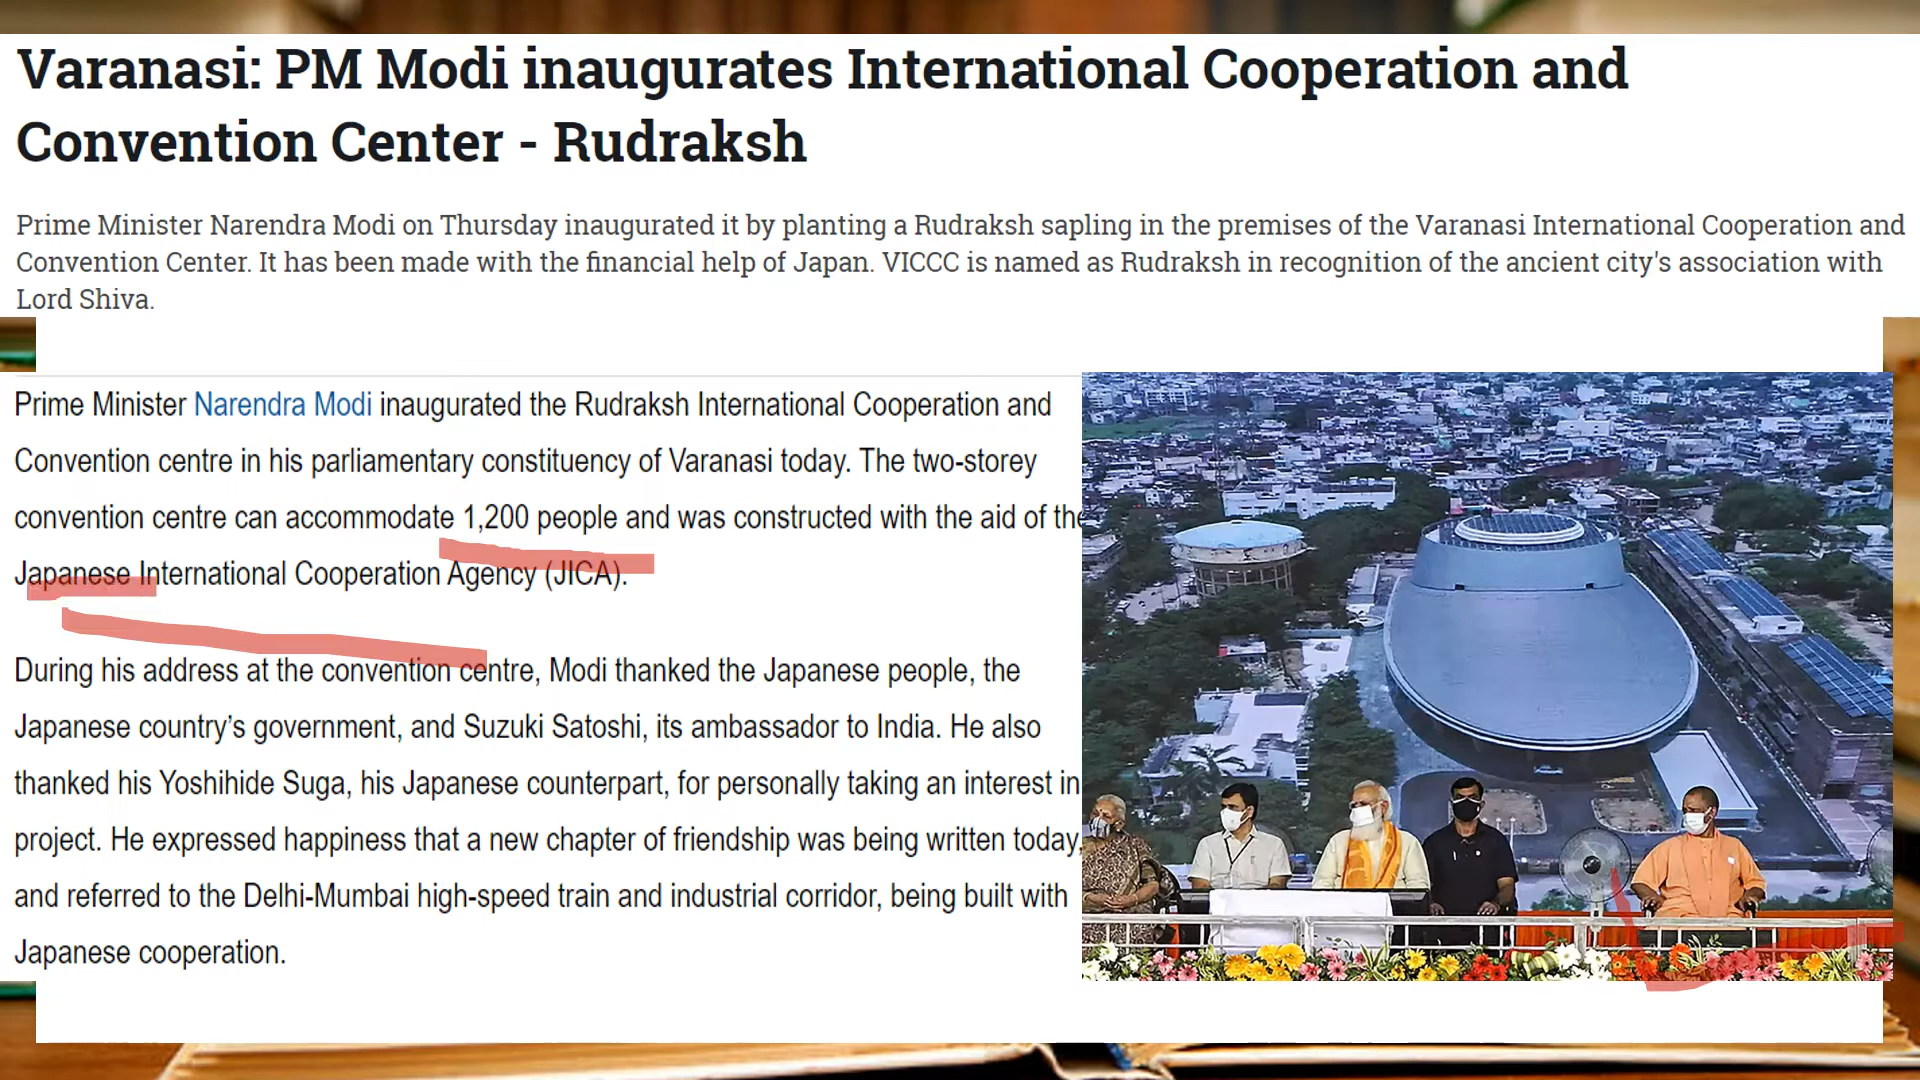 Varanasi: PM Modi inaugurates International Cooperation and
Convention Center - Rudraksh
Prime Minister Narendra Modi on Thursday inaugurated it by planting a Rudraksh sapling in the premises of the Varanasi International Cooperation and
Convention Center. It has been made with the financial help of Japan. VICCC is named as Rudraksh in recognition of the ancient city's association with
Lord Shiva.
Prime Minister Narendra Modi inaugurated the Rudraksh International Cooperation and
Convention centre in his parliamentary constituency of Varanasi today. The two-storey
convention centre can accommodate 1,200 people and was constructed with the aid of the
Japanese International Cooperation Agency (JICA).
During his address at the convention centre, Modi thanked the Japanese people, the
Japanese country’s government, and Suzuki Satoshi, its ambassador to India. He also
thanked his Yoshihide Suga, his Japanese counterpart, for personally taking an interest in
project. He expressed happiness that a new chapter of friendship was being written today,
and referred to the Delhi-Mumbai high-speed train and industrial corridor, being built with
Japanese cooperation.